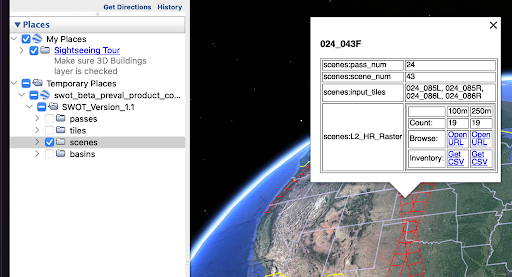 Get Directions History
▼ Places
My Places
Sightseeing Tour
Make sure 3D Buildings
layer is checked
Temporary Places
swot_beta_preval_product_co...
SWOT_Version_1.1
passes
tiles
scenes
basins
024_043F
scenes:pass_num 24
scenes:scene_num 43
scenes:input_tiles 024_085L, 024_085R,
024_086L, 024_086R
scenes:L2_HR_Raster
100m 250m
Count: 19 19
Browse: Open URL Open URL
Inventory: Get CSV Get CSV